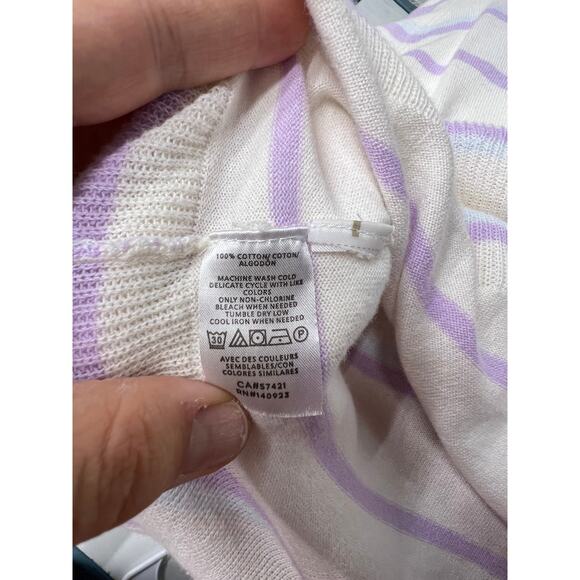 100% COTTON/ COTON/
ALGODÓN
MACHINE WASH COLD
DELICATE CYCLE WITH LIKE
COLORS
ONLY NON-CHLORINE
BLEACH WHEN NEEDED
TUMBLE DRY LOW
COOL IRON WHEN NEEDED
30 P
AVEC DES COULEURS
SEMBLABLES/CON
COLORES SIMILARES
CA#57421
RN#140923